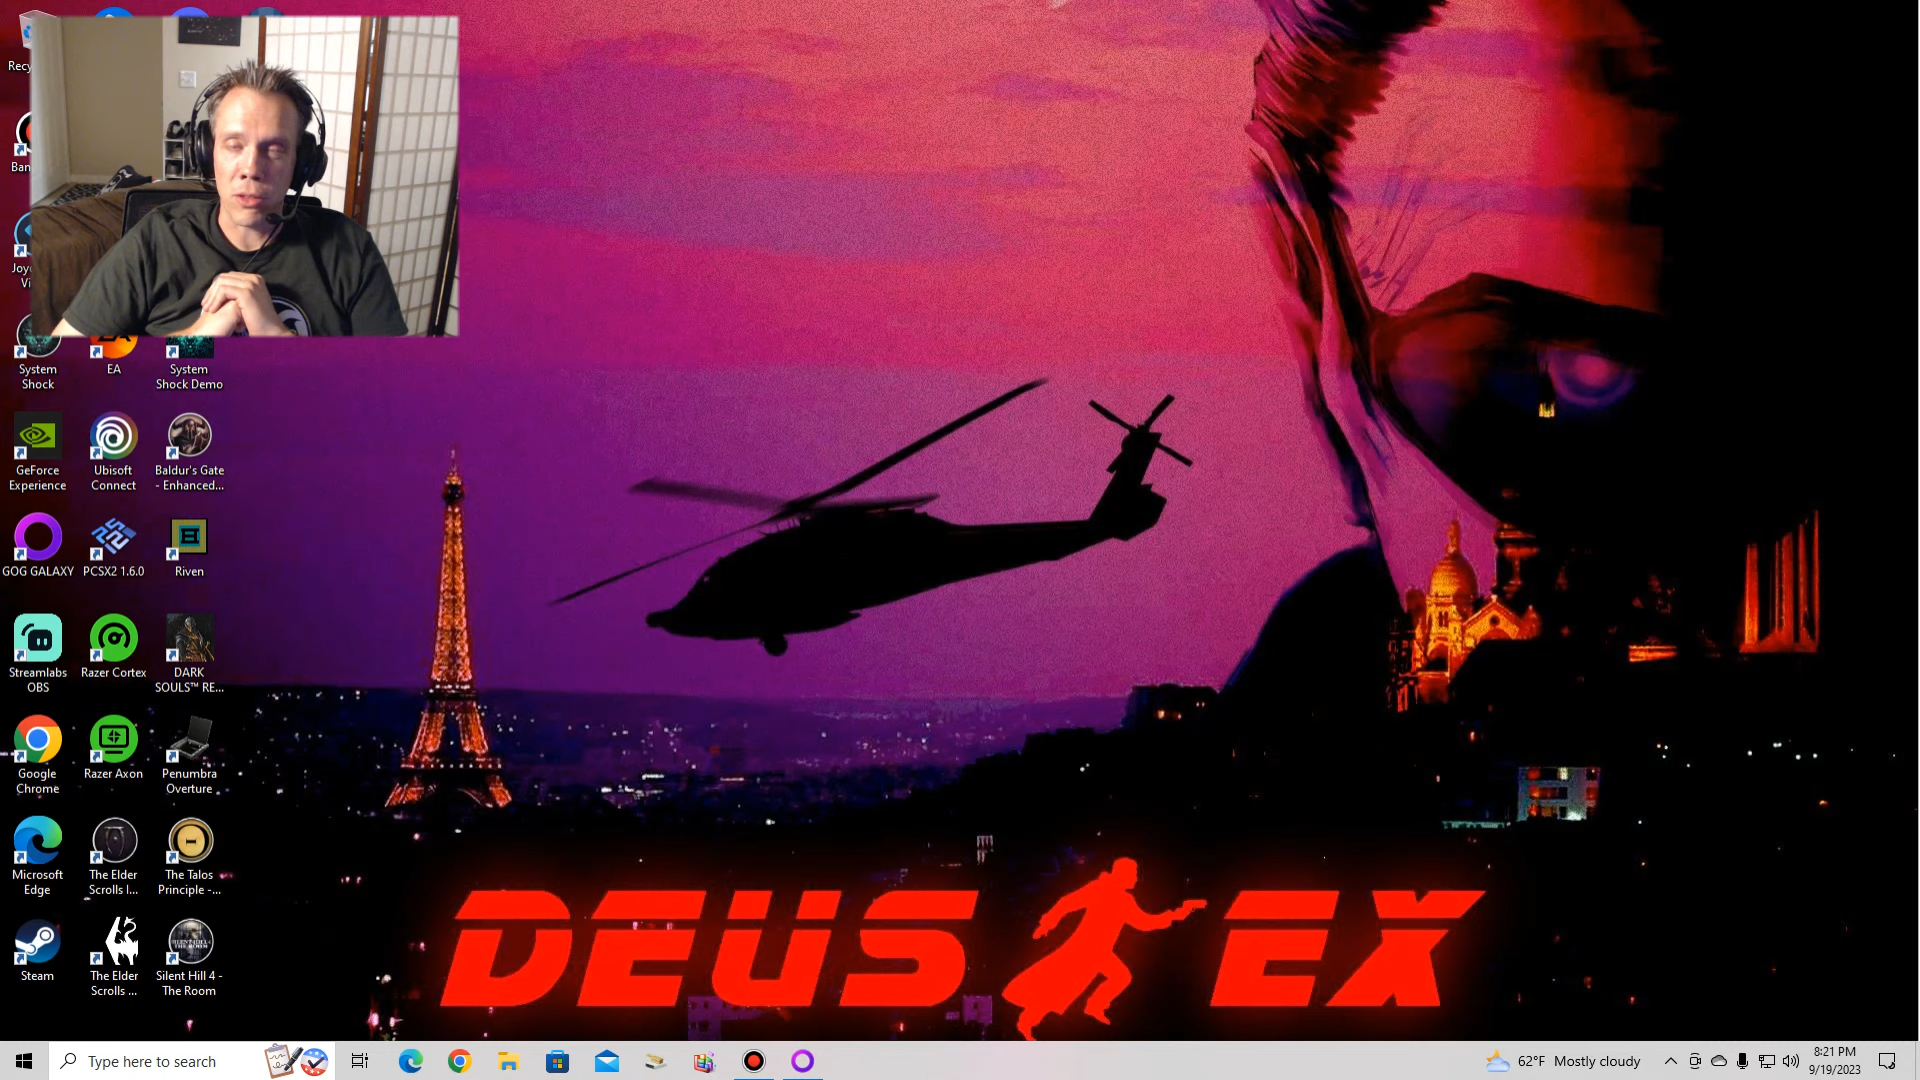 Recy
Ban
Joy
Vi
System
Shock
EA
System
Shock Demo
GeForce
Experience
Ubisoft
Connect
Baldur's Gate
- Enhanced...
GOG GALAXY
PCSX2 1.6.0
Riven
Streamlabs
OBS
Razer Cortex
DARK
SOULS™ RE...
Google
Chrome
Razer Axon
Penumbra
Overture
Microsoft
Edge
The Elder
Scrolls I...
The Talos
Principle -...
Steam
The Elder
Scrolls ...
Silent Hill 4 -
The Room
DEUS EX
Type here to search
62°F Mostly cloudy
8:21 PM
9/19/2023